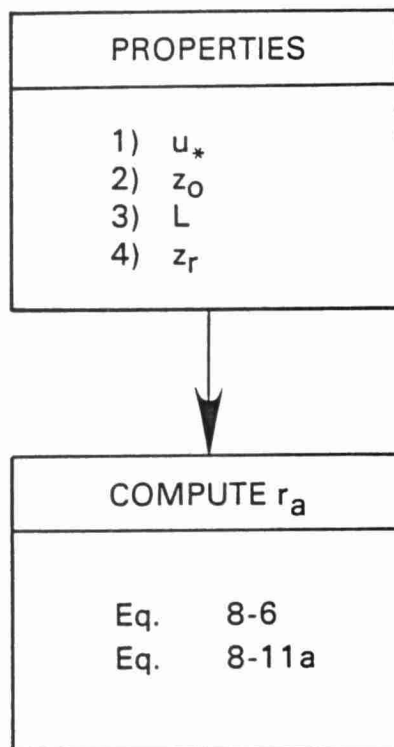 PROPERTIES
1) u*
2) zo
3) L
4) zr
COMPUTE ra
Eq. 8-6
Eq. 8-11a